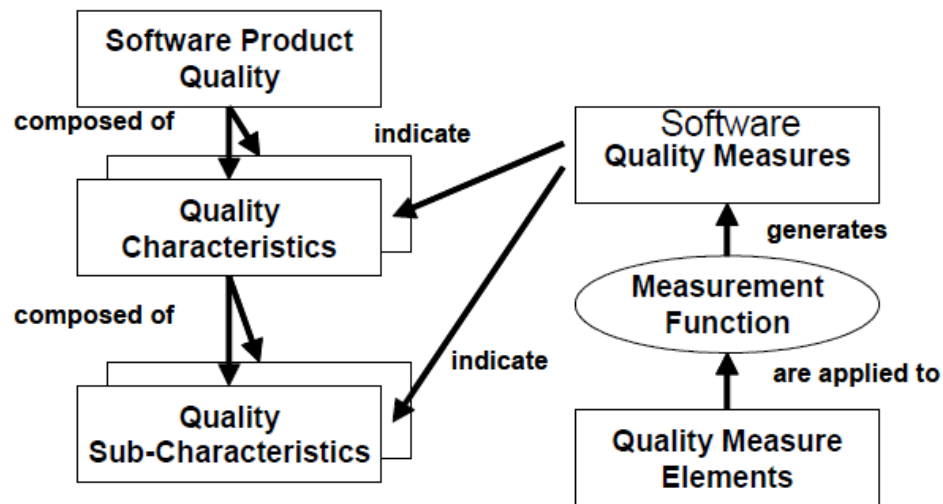 Software Product
Quality
composed of
indicate
Software
Quality Measures
Quality
Characteristics
generates
composed of
Measurement
Function
indicate
are applied to
Quality
Sub-Characteristics
Quality Measure
Elements